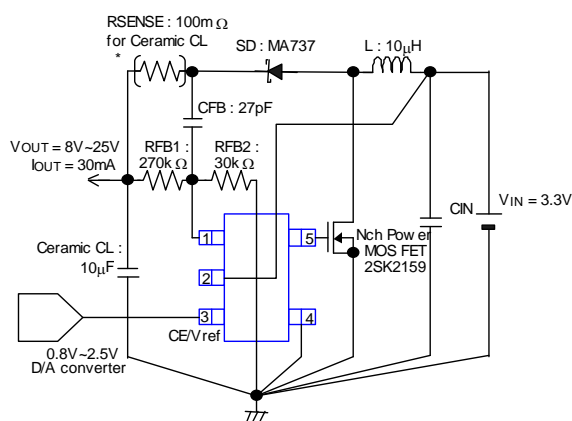 RSENSE : 100mΩ
for Ceramic CL
*
SD : MA737
L : 10μH
CFB : 27pF
VOUT = 8V~25V
IOUT = 30mA
RFB1 :
270kΩ
RFB2 :
30kΩ
VIN = 3.3V
CIN
1
5
Nch Power
MOS FET
2SK2159
Ceramic CL :
10μF
2
3
4
CE/Vref
0.8V~2.5V
D/A converter